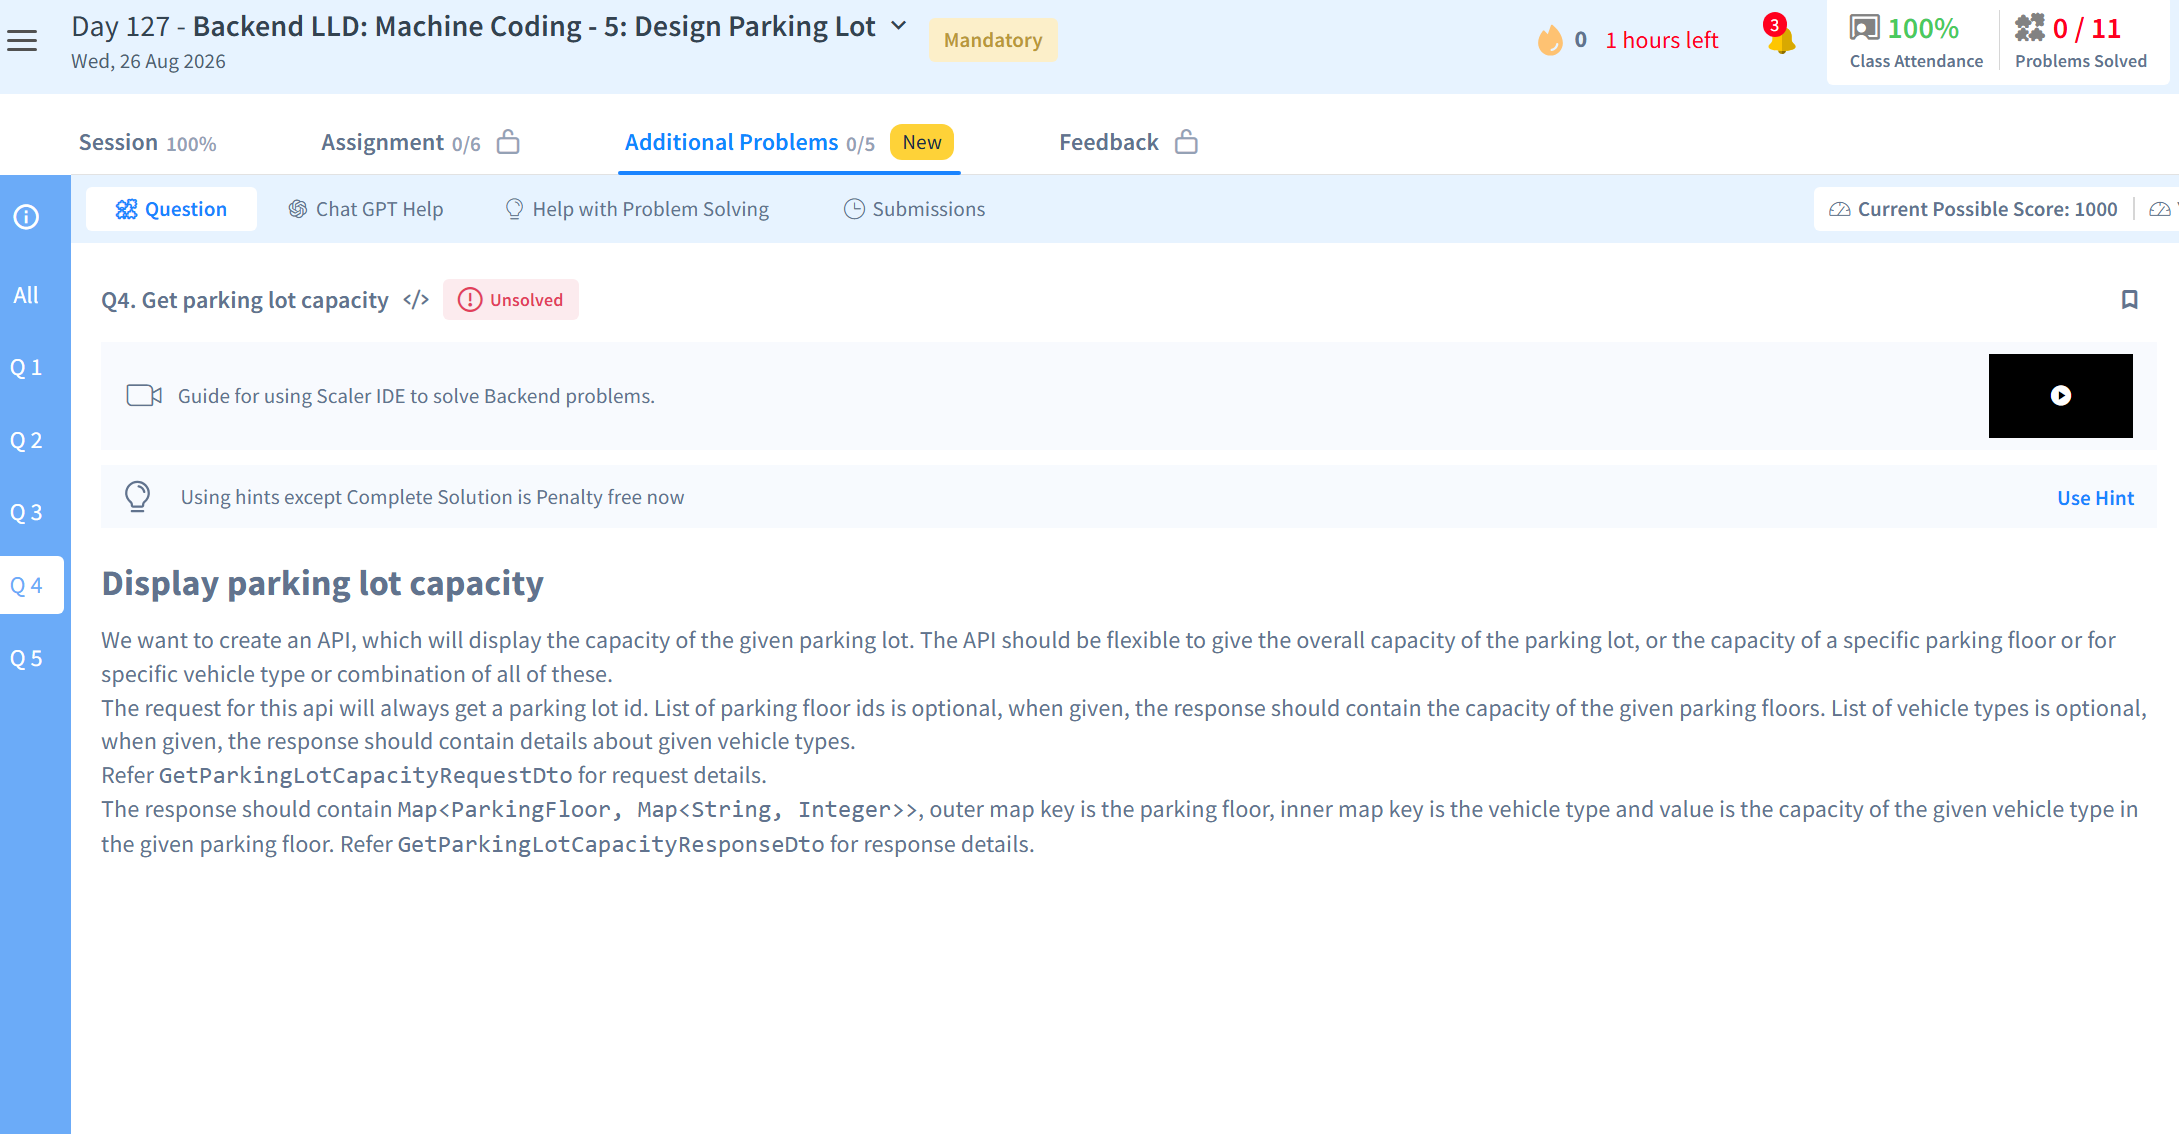 Day 127 - Backend LLD: Machine Coding - 5: Design Parking Lot
Mandatory
Wed, 26 Aug 2026
0
1 hours left
3
100%
Class Attendance
0 / 11
Problems Solved
Session 100%
Assignment 0/6
Additional Problems 0/5
New
Feedback
Question
Chat GPT Help
Help with Problem Solving
Submissions
Current Possible Score: 1000
All
Q 1
Q 2
Q 3
Q 4
Q 5
Q4. Get parking lot capacity </>
Unsolved
Guide for using Scaler IDE to solve Backend problems.
Using hints except Complete Solution is Penalty free now
Use Hint
Display parking lot capacity
We want to create an API, which will display the capacity of the given parking lot. The API should be flexible to give the overall capacity of the parking lot, or the capacity of a specific parking floor or for
specific vehicle type or combination of all of these.
The request for this api will always get a parking lot id. List of parking floor ids is optional, when given, the response should contain the capacity of the given parking floors. List of vehicle types is optional,
when given, the response should contain details about given vehicle types.
Refer GetParkingLotCapacityRequestDto for request details.
The response should contain Map<ParkingFloor, Map<String, Integer>>, outer map key is the parking floor, inner map key is the vehicle type and value is the capacity of the given vehicle type in
the given parking floor. Refer GetParkingLotCapacityResponseDto for response details.